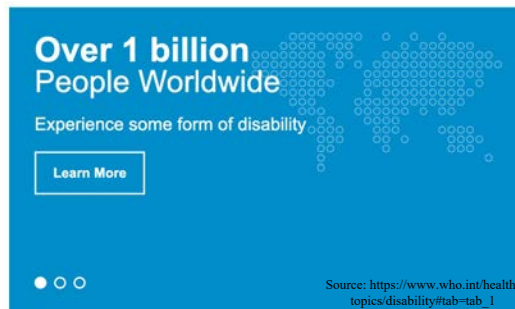 Over 1 billion
People Worldwide
Experience some form of disability
Learn More
Source: https://www.who.int/health
topics/disability#tab=tab_1